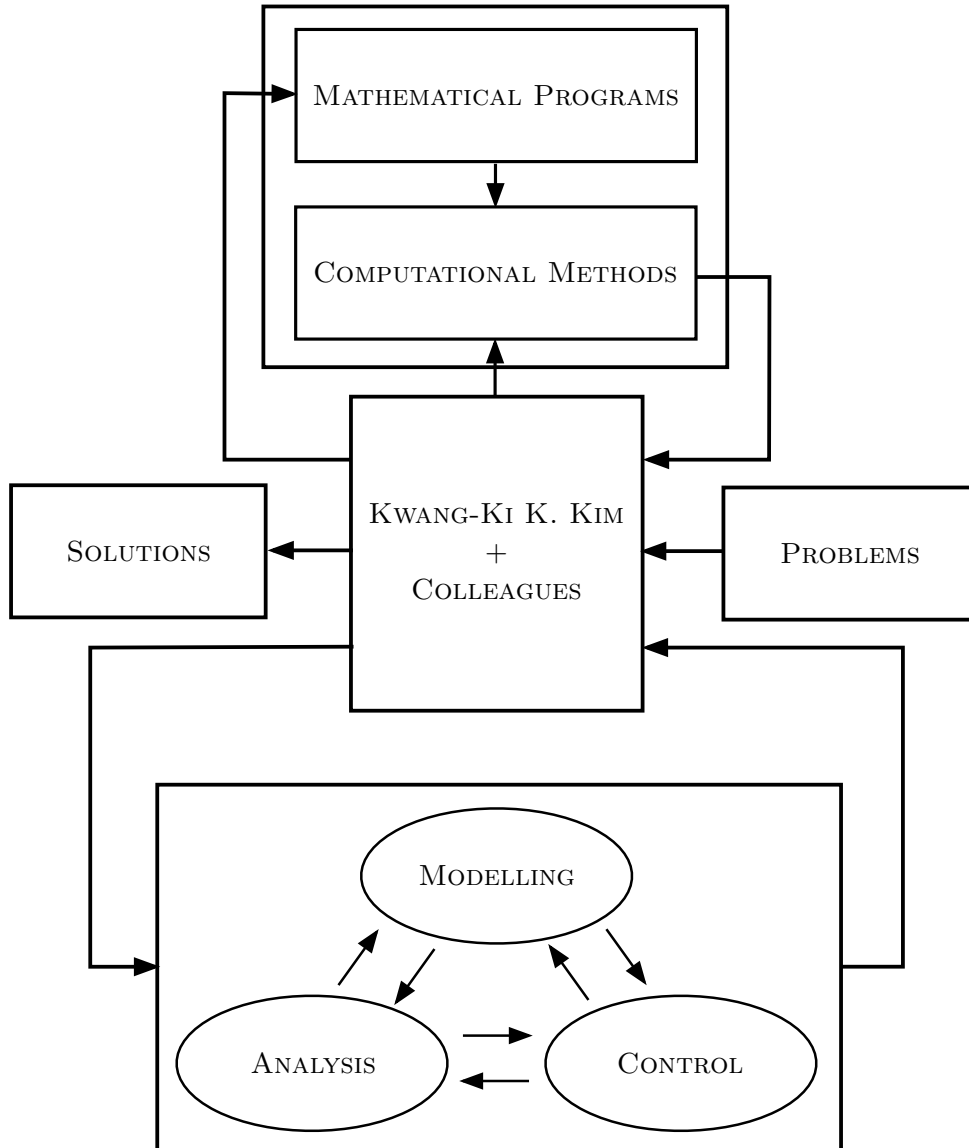 Mathematical Programs
Computational Methods
Kwang-Ki K. Kim
+
Colleagues
Solutions
Problems
Modelling
Analysis
Control